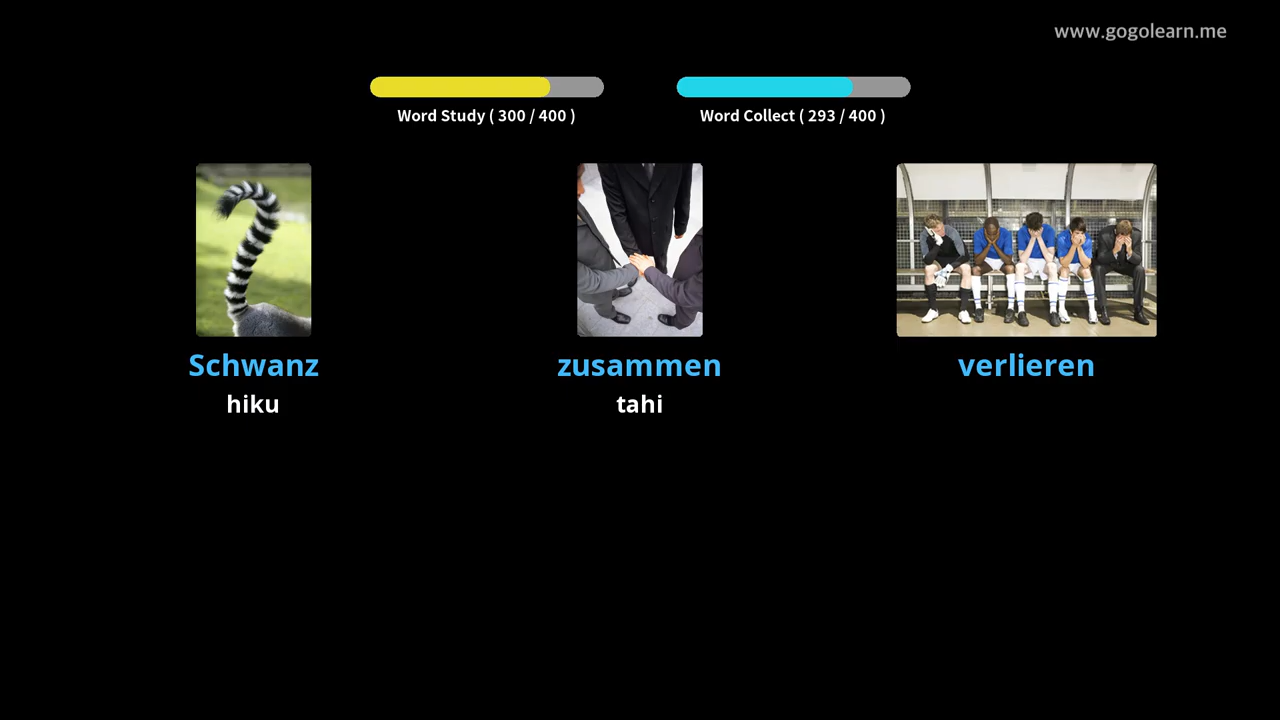 www.gogolearn.me
Word Study ( 300 / 400 )
Word Collect ( 293 / 400 )
Schwanz
hiku
zusammen
tahi
verlieren